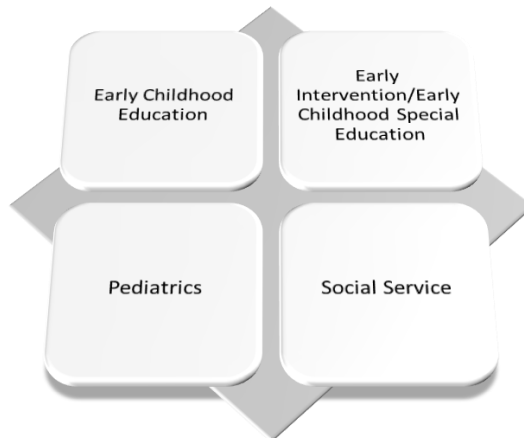 Early Childhood
Education
Early
Intervention/Early
Childhood Special
Education
Pediatrics
Social Service